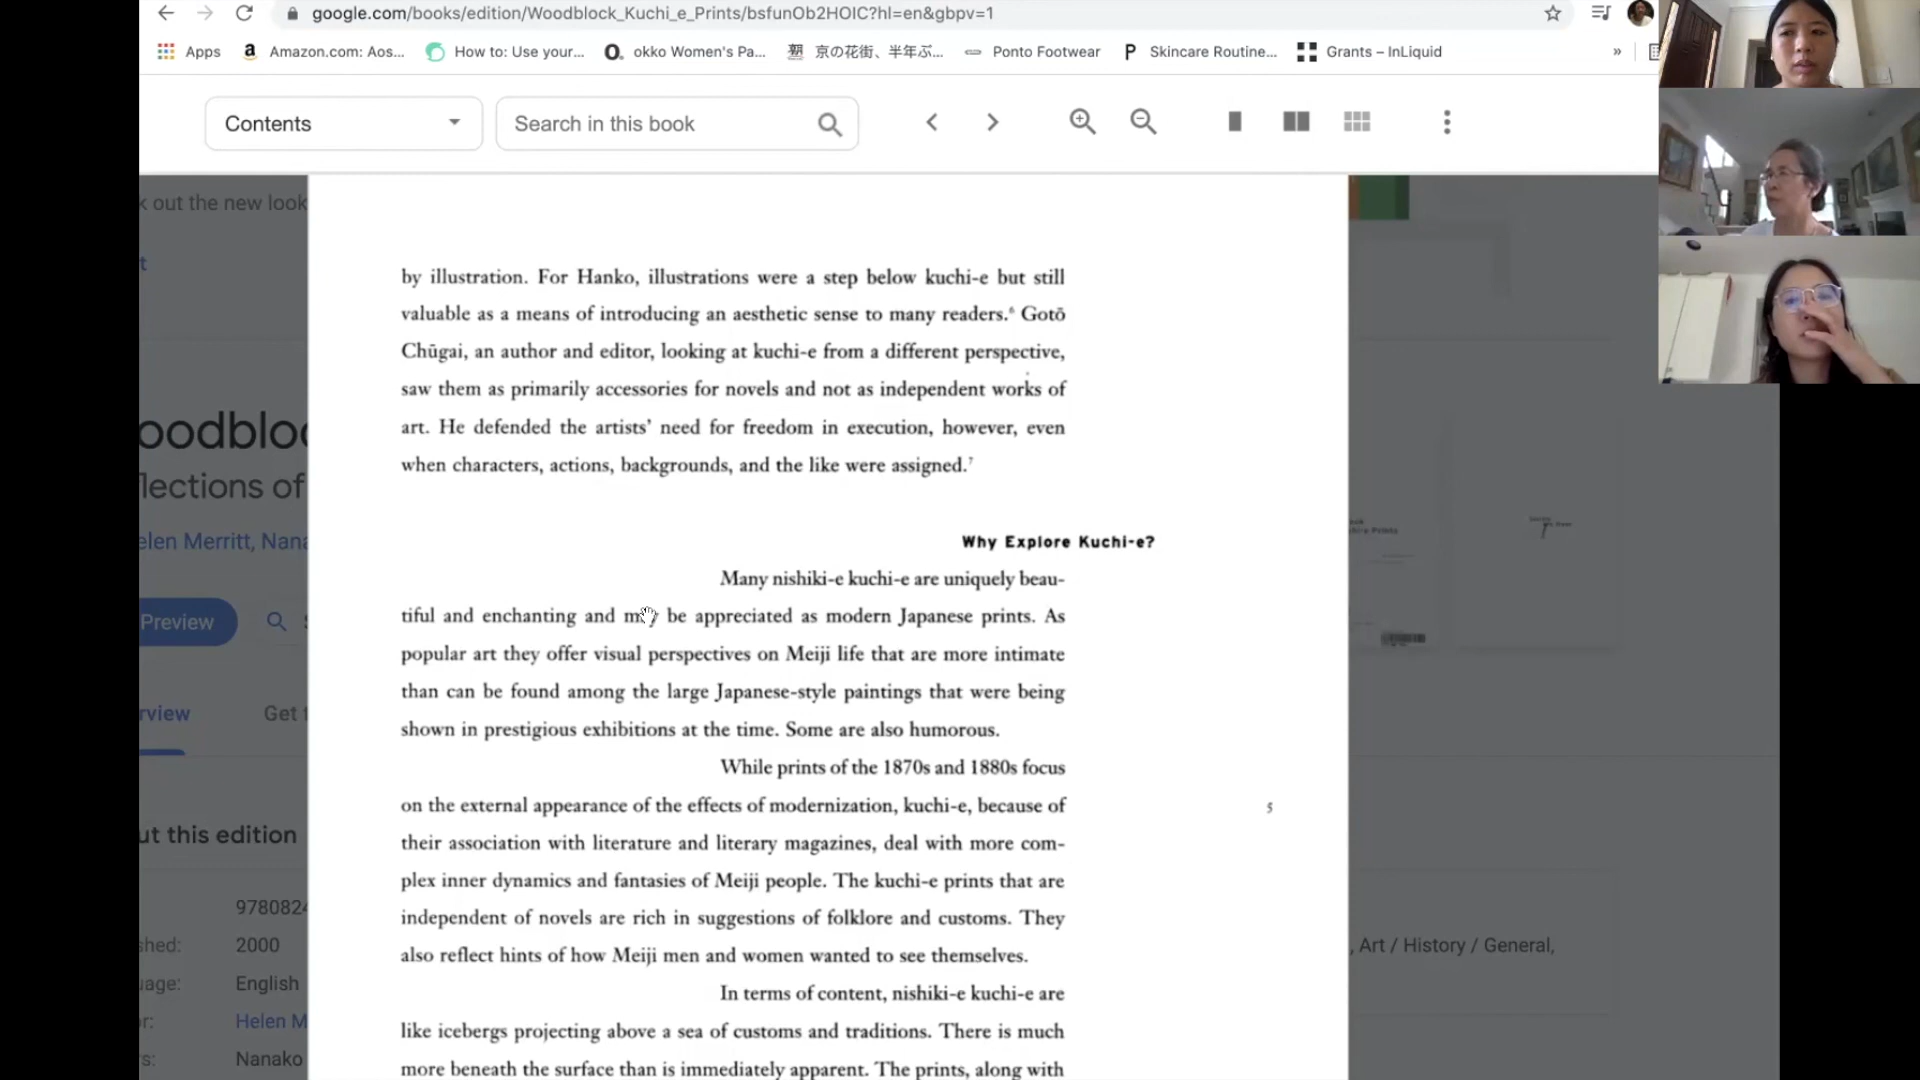 google.com/books/edition/Woodblock_Kuchi_e_Prints/bsfunOb2HOIC?hl=en&gbpv=1
Apps
Amazon.com: Aos...
How to: Use your...
okko Women's Pa...
京の花街、半年ぶ...
Ponto Footwear
Skincare Routine...
Grants – InLiquid
»
Contents
Search in this book
k out the new look
by illustration. For Hanko, illustrations were a step below kuchi-e but still
valuable as a means of introducing an aesthetic sense to many readers.⁶ Gotō
Chūgai, an author and editor, looking at kuchi-e from a different perspective,
saw them as primarily accessories for novels and not as independent works of
art. He defended the artists' need for freedom in execution, however, even
when characters, actions, backgrounds, and the like were assigned.⁷
Why Explore Kuchi-e?
Many nishiki-e kuchi-e are uniquely beau-
tiful and enchanting and may be appreciated as modern Japanese prints. As
popular art they offer visual perspectives on Meiji life that are more intimate
than can be found among the large Japanese-style paintings that were being
shown in prestigious exhibitions at the time. Some are also humorous.
While prints of the 1870s and 1880s focus
on the external appearance of the effects of modernization, kuchi-e, because of
their association with literature and literary magazines, deal with more com-
plex inner dynamics and fantasies of Meiji people. The kuchi-e prints that are
independent of novels are rich in suggestions of folklore and customs. They
also reflect hints of how Meiji men and women wanted to see themselves.
In terms of content, nishiki-e kuchi-e are
like icebergs projecting above a sea of customs and traditions. There is much
more beneath the surface than is immediately apparent. The prints, along with
5
t
oodbloc
lections of
elen Merritt, Nana
Preview
rview
Get t
ut this edition
9780824
shed:
2000
uage:
English
r:
Helen M
s:
Nanako
, Art / History / General,